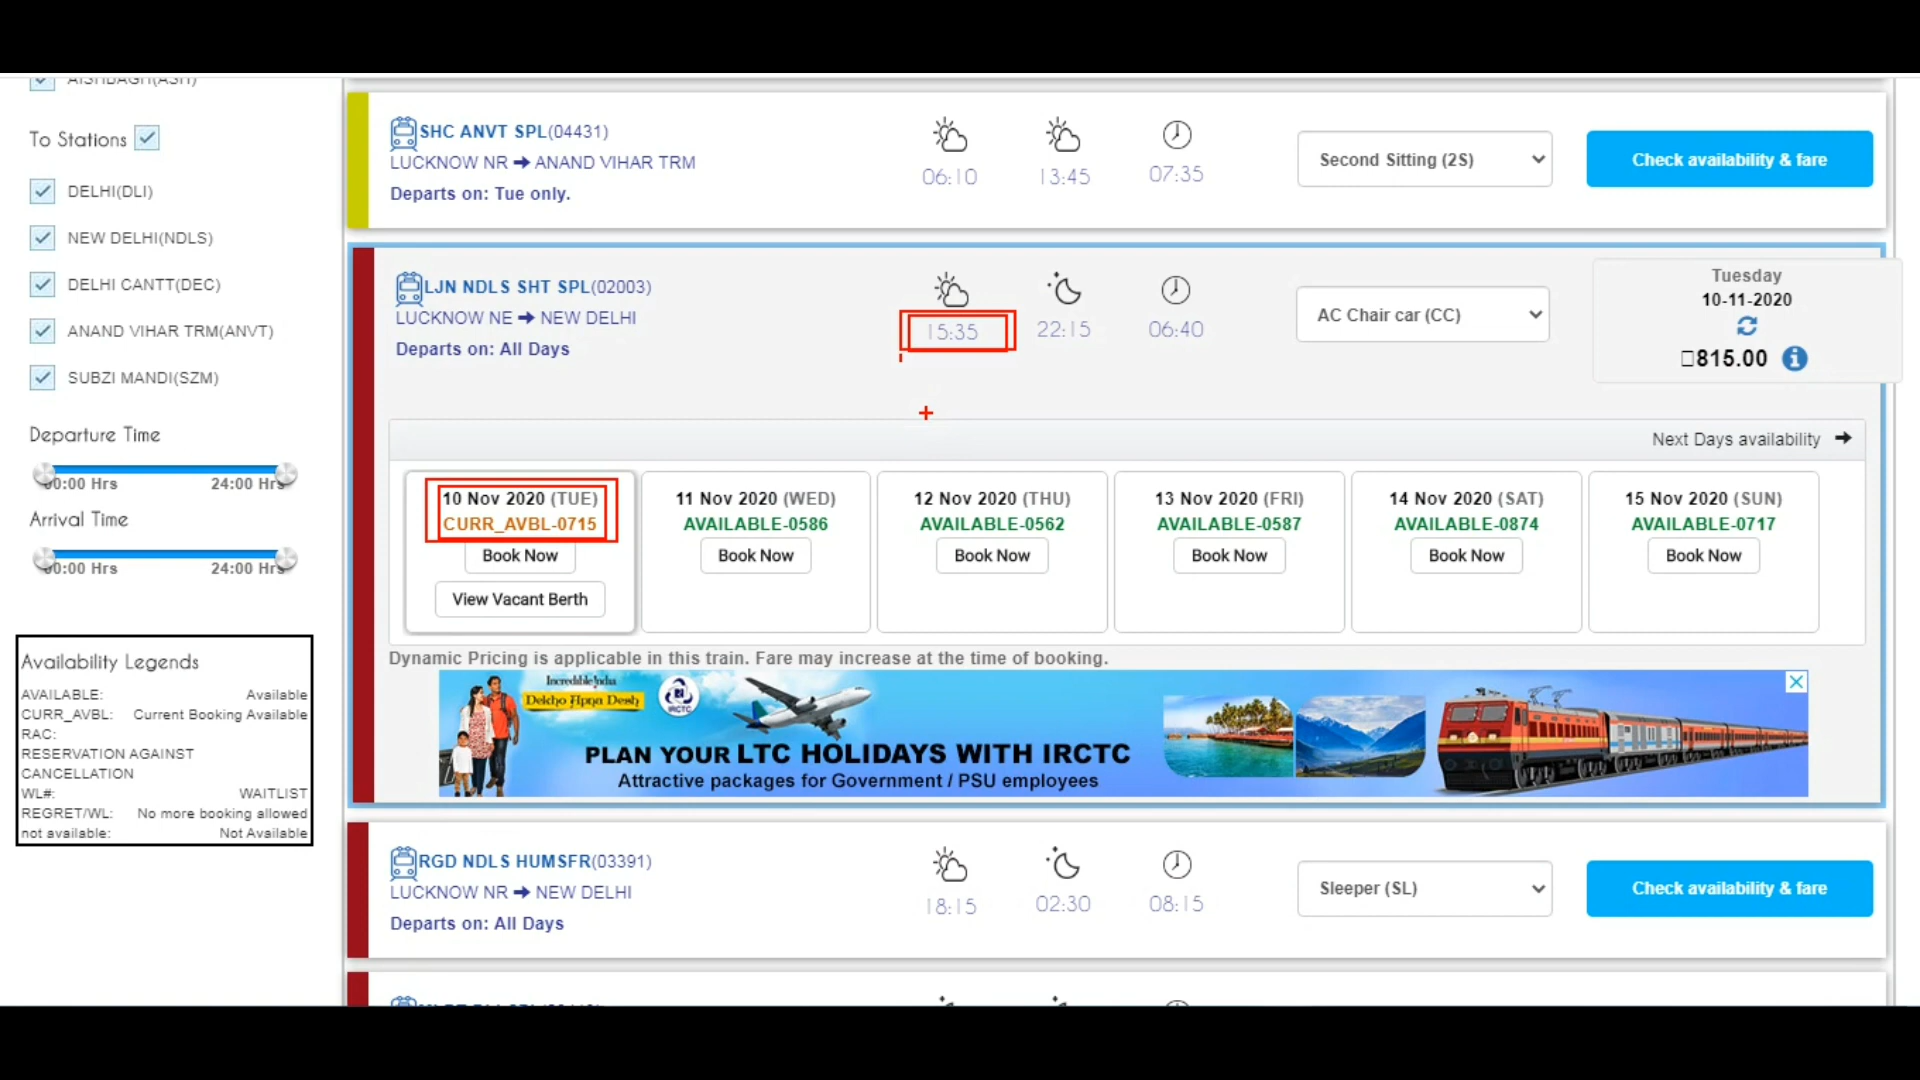 AISHBAGH(ASH)
To Stations
DELHI(DLI)
NEW DELHI(NDLS)
DELHI CANTT(DEC)
ANAND VIHAR TRM(ANVT)
SUBZI MANDI(SZM)
Departure Time
00:00 Hrs 24:00 Hrs
Arrival Time
00:00 Hrs 24:00 Hrs
Availability Legends
AVAILABLE: Available
CURR_AVBL: Current Booking Available
RAC:
RESERVATION AGAINST
CANCELLATION
WL#: WAITLIST
REGRET/WL: No more booking allowed
not available: Not Available
SHC ANVT SPL(04431)
LUCKNOW NR ➔ ANAND VIHAR TRM
Departs on: Tue only.
06:10 13:45 07:35
Second Sitting (2S)
Check availability & fare
LJN NDLS SHT SPL(02003)
LUCKNOW NE ➔ NEW DELHI
Departs on: All Days
15:35 22:15 06:40
AC Chair car (CC)
Tuesday
10-11-2020
815.00
Next Days availability ➔
10 Nov 2020 (TUE)
CURR_AVBL-0715
Book Now
View Vacant Berth
11 Nov 2020 (WED)
AVAILABLE-0586
Book Now
12 Nov 2020 (THU)
AVAILABLE-0562
Book Now
13 Nov 2020 (FRI)
AVAILABLE-0587
Book Now
14 Nov 2020 (SAT)
AVAILABLE-0874
Book Now
15 Nov 2020 (SUN)
AVAILABLE-0717
Book Now
Dynamic Pricing is applicable in this train. Fare may increase at the time of booking.
Incredible India
Dekho Apna Desh
IRCTC
PLAN YOUR LTC HOLIDAYS WITH IRCTC
Attractive packages for Government / PSU employees
RGD NDLS HUMSFR(03391)
LUCKNOW NR ➔ NEW DELHI
Departs on: All Days
18:15 02:30 08:15
Sleeper (SL)
Check availability & fare